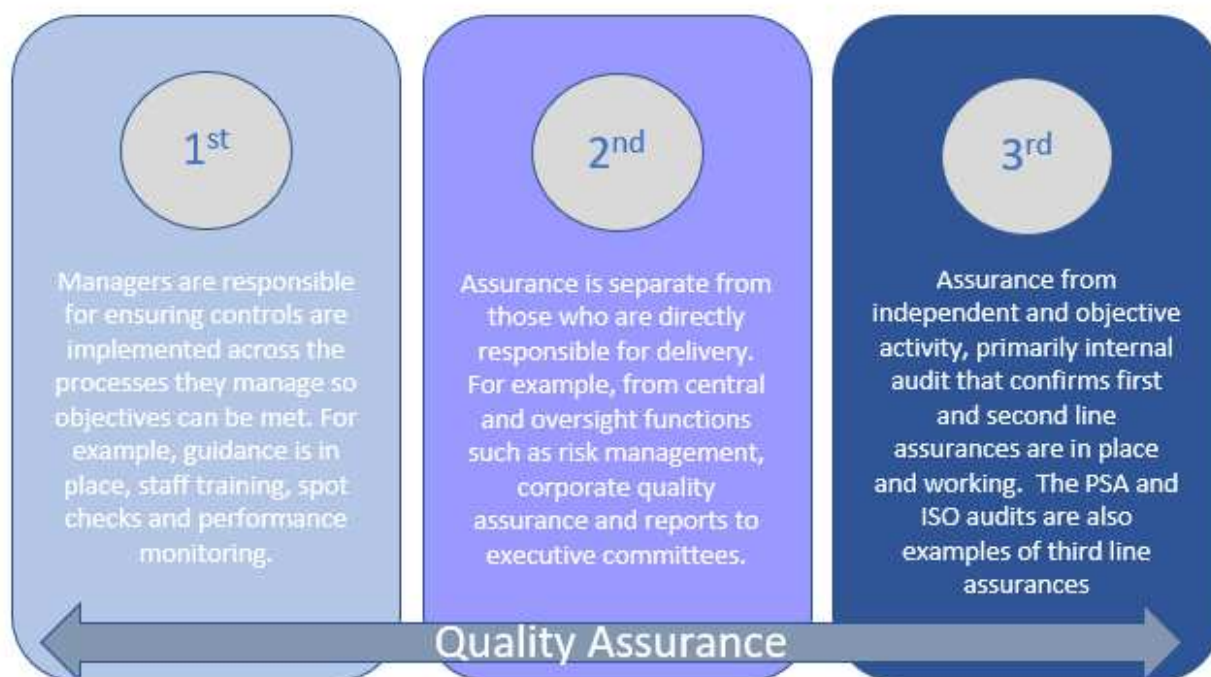 1st
Managers are responsible
for ensuring controls are
implemented across the
processes they manage so
objectives can be met. For
example, guidance is in
place, staff training, spot
checks and performance
monitoring.
2nd
Assurance is separate from
those who are directly
responsible for delivery.
For example, from central
and oversight functions
such as risk management,
corporate quality
assurance and reports to
executive committees.
3rd
Assurance from
independent and objective
activity, primarily internal
audit that confirms first
and second line
assurances are in place
and working.  The PSA and
ISO audits are also
examples of third line
assurances
Quality Assurance